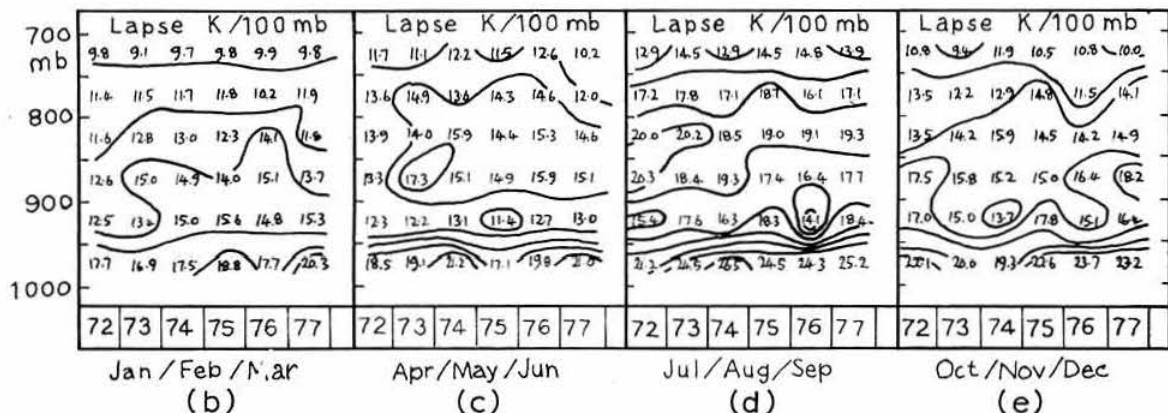 700 Lapse K/100 mb Lapse K/100 mb Lapse K/100 mb Lapse K/100 mb
mb 9.8 9.1 9.7 9.8 9.9 9.8 11.7 11.1 12.2 11.5 12.6 10.2 12.9 14.5 12.9 14.5 14.8 13.9 10.8 9.4 11.9 10.5 10.8 10.0
11.4 11.5 11.7 11.8 10.2 11.9 13.6 14.9 13.6 14.3 14.6 12.0 17.2 17.8 17.1 18.7 16.1 17.1 13.5 12.2 12.9 14.8 11.5 14.1
800
11.6 12.8 13.0 12.3 14.1 11.8 13.9 14.0 15.9 14.4 15.3 14.6 20.0 20.2 18.5 19.0 19.1 19.3 13.5 14.2 15.9 14.5 14.2 14.9
12.6 15.0 14.9 14.0 15.1 13.7 13.3 17.3 15.1 14.9 15.9 15.1 20.3 18.4 19.3 17.4 16.4 17.7 17.5 15.8 15.2 15.0 16.4 18.2
900
12.5 15.0 15.6 14.8 15.3 12.3 12.2 13.1 11.4 12.7 13.0 15.4 17.6 16.3 18.3 14.1 18.4 17.0 15.0 13.7 17.8 15.1
17.7 16.9 17.5 18.8 17.7 20.3 18.5 19.1 21.2 17.1 19.8 21.0 21.2 24.5 24.5 24.3 25.2 22.1 20.0 19.3 22.6 23.7 23.2
1000
72 73 74 75 76 77 72 73 74 75 76 77 72 73 74 75 76 77 72 73 74 75 76 77
Jan/Feb/Mar Apr/May/Jun Jul/Aug/Sep Oct/Nov/Dec
(b) (c) (d) (e)